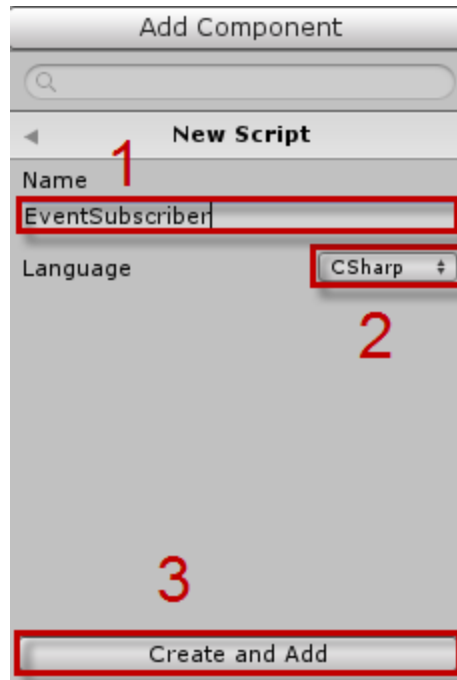 Add Component
New Script
1
Name
EventSubscriber
Language
CSharp
2
3
Create and Add